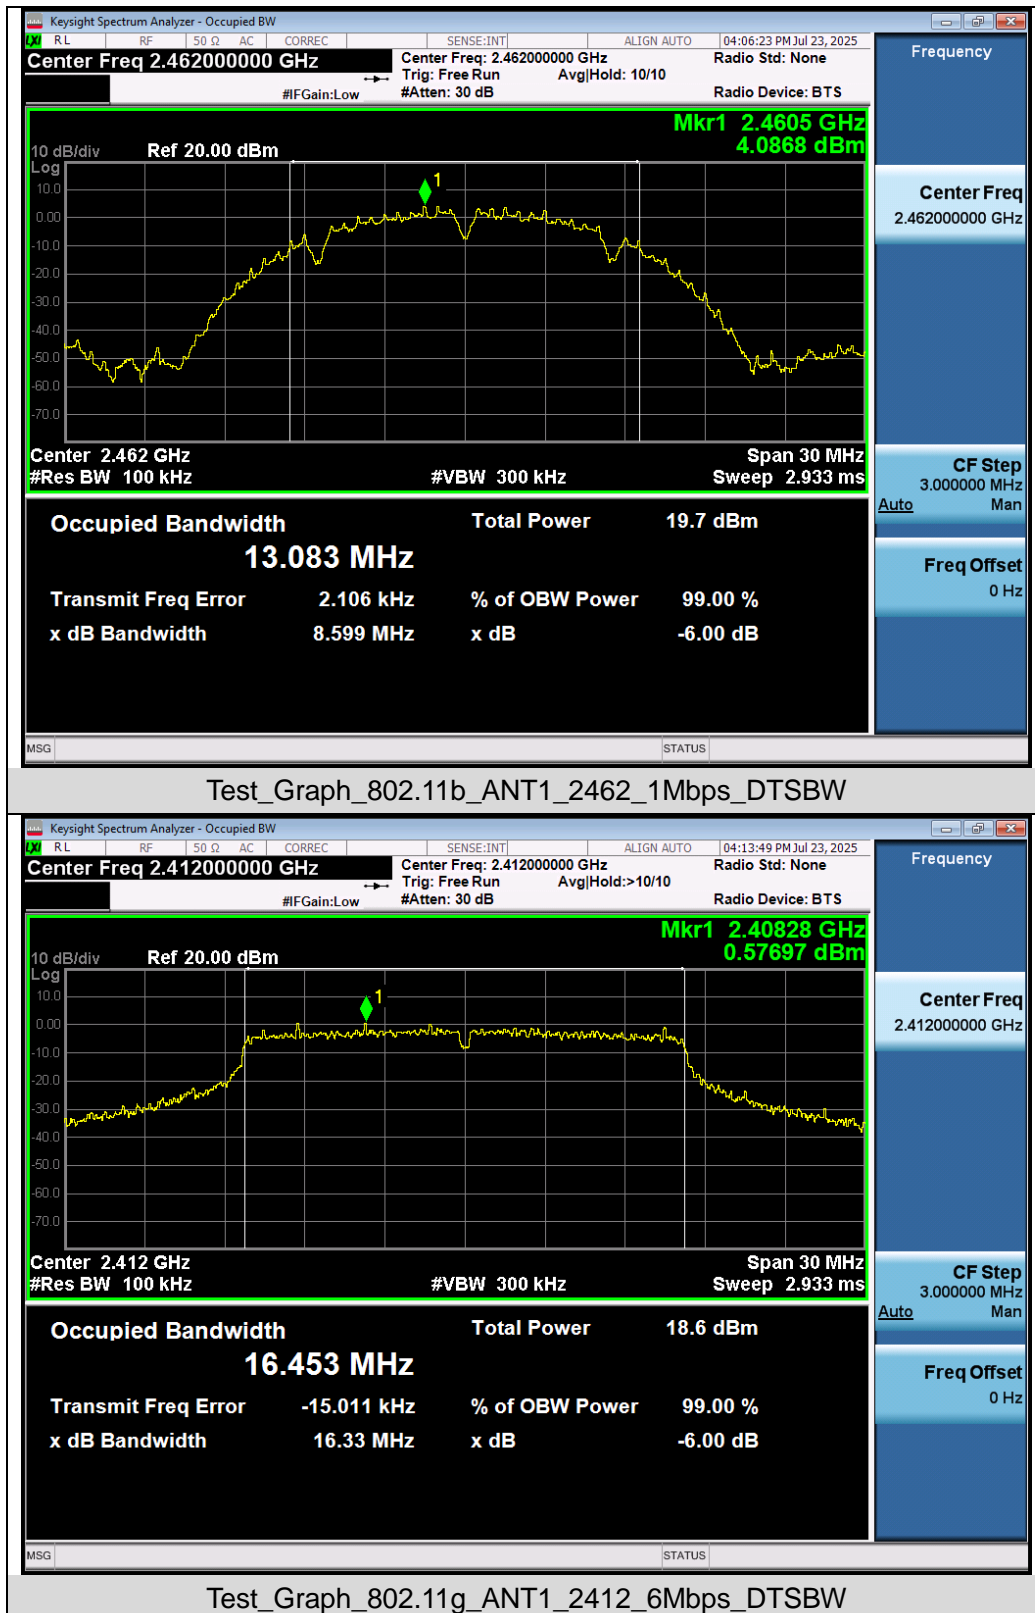 Keysight Spectrum Analyzer - Occupied BW
LXI RL RF 50 Ω AC CORREC SENSE:INT ALIGN AUTO 04:06:23 PM Jul 23, 2025
Center Freq 2.462000000 GHz
Center Freq: 2.462000000 GHz
Radio Std: None
Trig: Free Run Avg|Hold: 10/10
#IFGain:Low #Atten: 30 dB Radio Device: BTS
Frequency
Mkr1 2.4605 GHz
4.0868 dBm
10 dB/div Ref 20.00 dBm
Log
10.0
0.00
-10.0
-20.0
-30.0
-40.0
-50.0
-60.0
-70.0
1
Center 2.462 GHz Span 30 MHz
#Res BW 100 kHz #VBW 300 kHz Sweep 2.933 ms
Occupied Bandwidth Total Power 19.7 dBm
13.083 MHz
Transmit Freq Error 2.106 kHz % of OBW Power 99.00 %
x dB Bandwidth 8.599 MHz x dB -6.00 dB
Center Freq
2.462000000 GHz
CF Step
3.000000 MHz
Auto Man
Freq Offset
0 Hz
MSG STATUS
Test_Graph_802.11b_ANT1_2462_1Mbps_DTSBW
Keysight Spectrum Analyzer - Occupied BW
LXI RL RF 50 Ω AC CORREC SENSE:INT ALIGN AUTO 04:13:49 PM Jul 23, 2025
Center Freq 2.412000000 GHz
Center Freq: 2.412000000 GHz
Radio Std: None
Trig: Free Run Avg|Hold:>10/10
#IFGain:Low #Atten: 30 dB Radio Device: BTS
Frequency
Mkr1 2.40828 GHz
0.57697 dBm
10 dB/div Ref 20.00 dBm
Log
10.0
0.00
-10.0
-20.0
-30.0
-40.0
-50.0
-60.0
-70.0
1
Center 2.412 GHz Span 30 MHz
#Res BW 100 kHz #VBW 300 kHz Sweep 2.933 ms
Occupied Bandwidth Total Power 18.6 dBm
16.453 MHz
Transmit Freq Error -15.011 kHz % of OBW Power 99.00 %
x dB Bandwidth 16.33 MHz x dB -6.00 dB
Center Freq
2.412000000 GHz
CF Step
3.000000 MHz
Auto Man
Freq Offset
0 Hz
MSG STATUS
Test_Graph_802.11g_ANT1_2412_6Mbps_DTSBW